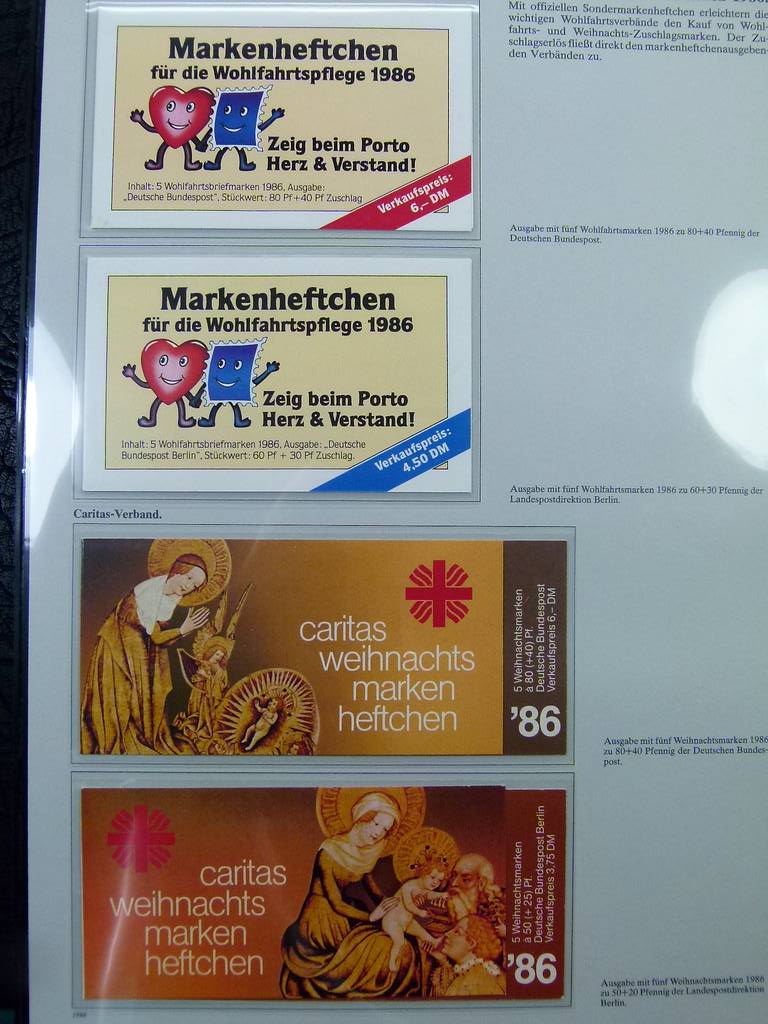 Mit offiziellen Sondermarkenheftchen erleichtern die
wichtigen Wohlfahrtsverbände den Kauf von Wohl-
fahrts- und Weihnachts-Zuschlagsmarken. Der Zu-
schlagserlös fließt direkt den markenheftchenausgeben-
den Verbänden zu.
Markenheftchen
für die Wohlfahrtspflege 1986
Zeig beim Porto
Herz & Verstand!
Inhalt: 5 Wohlfahrtsbriefmarken 1986, Ausgabe:
„Deutsche Bundespost", Stückwert: 80 Pf +40 Pf Zuschlag
Verkaufspreis:
6,– DM
Ausgabe mit fünf Wohlfahrtsmarken 1986 zu 80+40 Pfennig der
Deutschen Bundespost.
Markenheftchen
für die Wohlfahrtspflege 1986
Zeig beim Porto
Herz & Verstand!
Inhalt: 5 Wohlfahrtsbriefmarken 1986, Ausgabe: „Deutsche
Bundespost Berlin", Stückwert: 60 Pf + 30 Pf Zuschlag.
Verkaufspreis:
4,50 DM
Ausgabe mit fünf Wohlfahrtsmarken 1986 zu 60+30 Pfennig der
Landespostdirektion Berlin.
Caritas-Verband.
caritas
weihnachts
marken
heftchen
5 Weihnachtsmarken
à 80 (+40) Pf.
Deutsche Bundespost
Verkaufspreis 6,– DM
'86
Ausgabe mit fünf Weihnachtsmarken 1986
zu 80+40 Pfennig der Deutschen Bundes-
post.
caritas
weihnachts
marken
heftchen
5 Weihnachtsmarken
à 50 (+ 25) Pf.
Deutsche Bundespost Berlin
Verkaufspreis 3,75 DM
'86
Ausgabe mit fünf Weihnachtsmarken 1986
zu 50+20 Pfennig der Landespostdirektion
Berlin.
1986